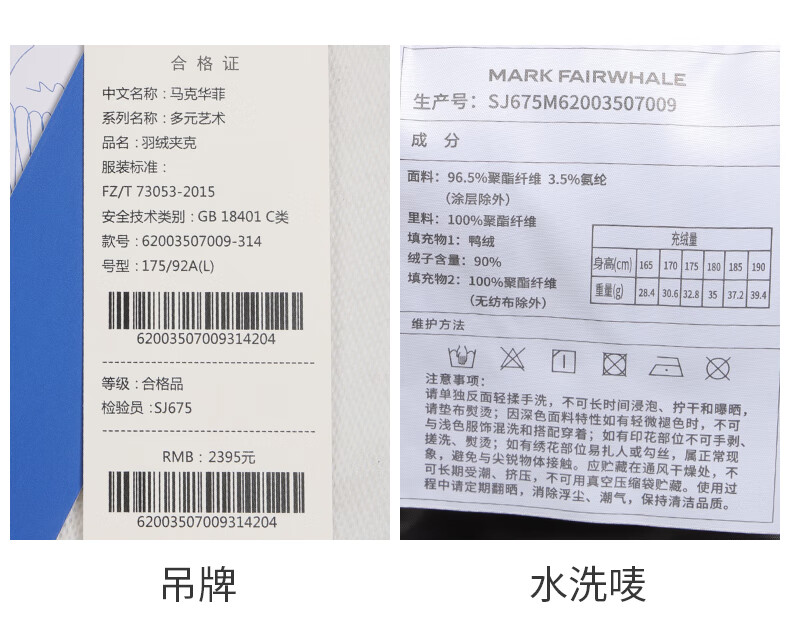 合格证
中文名称：马克华菲
系列名称：多元艺术
品名：羽绒夹克
服装标准：
FZ/T 73053-2015
安全技术类别：GB 18401 C类
款号：62003507009-314
号型：175/92A(L)
62003507009314204
等级：合格品
检验员：SJ675
RMB：2395元
62003507009314204
吊牌
MARK FAIRWHALE
生产号：SJ675M62003507009
成 分
面料：96.5%聚酯纤维 3.5%氨纶
（涂层除外）
里料：100%聚酯纤维
填充物1：鸭绒
绒子含量：90%
填充物2：100%聚酯纤维
（无纺布除外）
充绒量
身高(cm) 165 170 175 180 185 190
重量(g) 28.4 30.6 32.8 35 37.2 39.4
维护方法
注意事项：
请单独反面轻揉手洗，不可长时间浸泡、拧干和曝晒，
请垫布熨烫；因深色面料特性如有轻微褪色时，不可
与浅色服饰混洗和搭配穿着；如有印花部位不可手剥、
搓洗、熨烫；如有绣花部位易扎人或勾丝，属正常现
象，避免与尖锐物体接触。应贮藏在通风干燥处，不
可长期受潮、挤压，不可用真空压缩袋贮藏。使用过
程中请定期翻晒，消除浮尘、潮气，保持清洁品质。
水洗唛